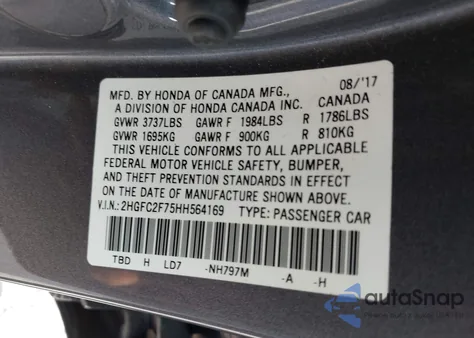 MFD. BY HONDA OF CANADA MFG., 08/'17
A DIVISION OF HONDA CANADA INC. CANADA
GVWR 3737LBS GAWR F 1984LBS R 1786LBS
GVWR 1695KG GAWR F 900KG R 810KG
THIS VEHICLE CONFORMS TO ALL APPLICABLE
FEDERAL MOTOR VEHICLE SAFETY, BUMPER,
AND THEFT PREVENTION STANDARDS IN EFFECT
ON THE DATE OF MANUFACTURE SHOWN ABOVE.
V.I.N.: 2HGFC2F75HH564169 TYPE: PASSENGER CAR
TBD H LD7 -NH797M -A -H
autoSnap